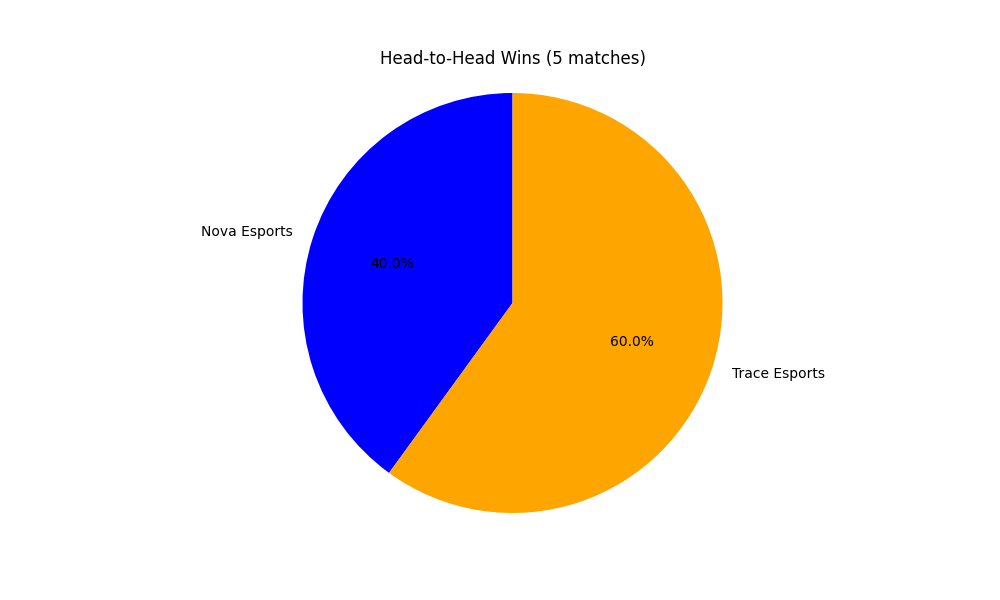 Head-to-Head Wins (5 matches)
Nova Esports
40.0%
60.0%
Trace Esports